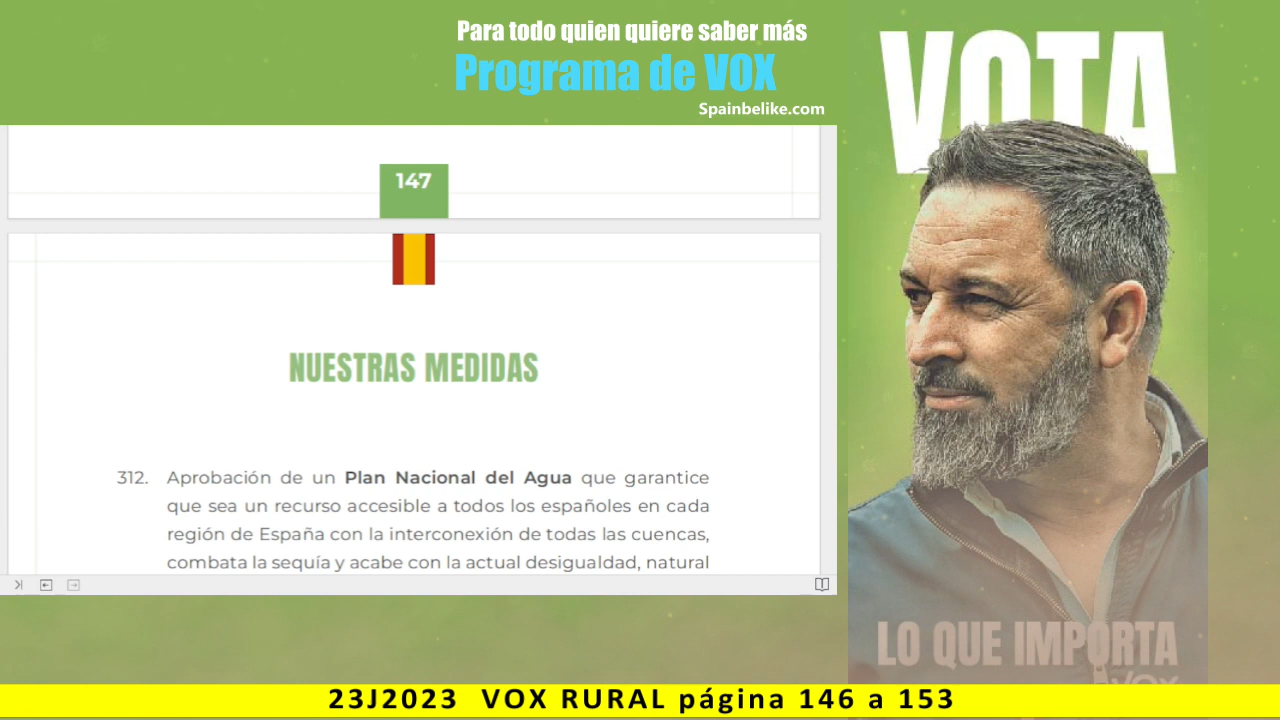 Para todo quien quiere saber más
Programa de VOX
Spainbelike.com
VOTA
147
NUESTRAS MEDIDAS
312. Aprobación de un Plan Nacional del Agua que garantice
que sea un recurso accesible a todos los españoles en cada
región de España con la interconexión de todas las cuencas,
combata la sequía y acabe con la actual desigualdad, natural
LO QUE IMPORTA
VOX
23J2023 VOX RURAL página 146 a 153